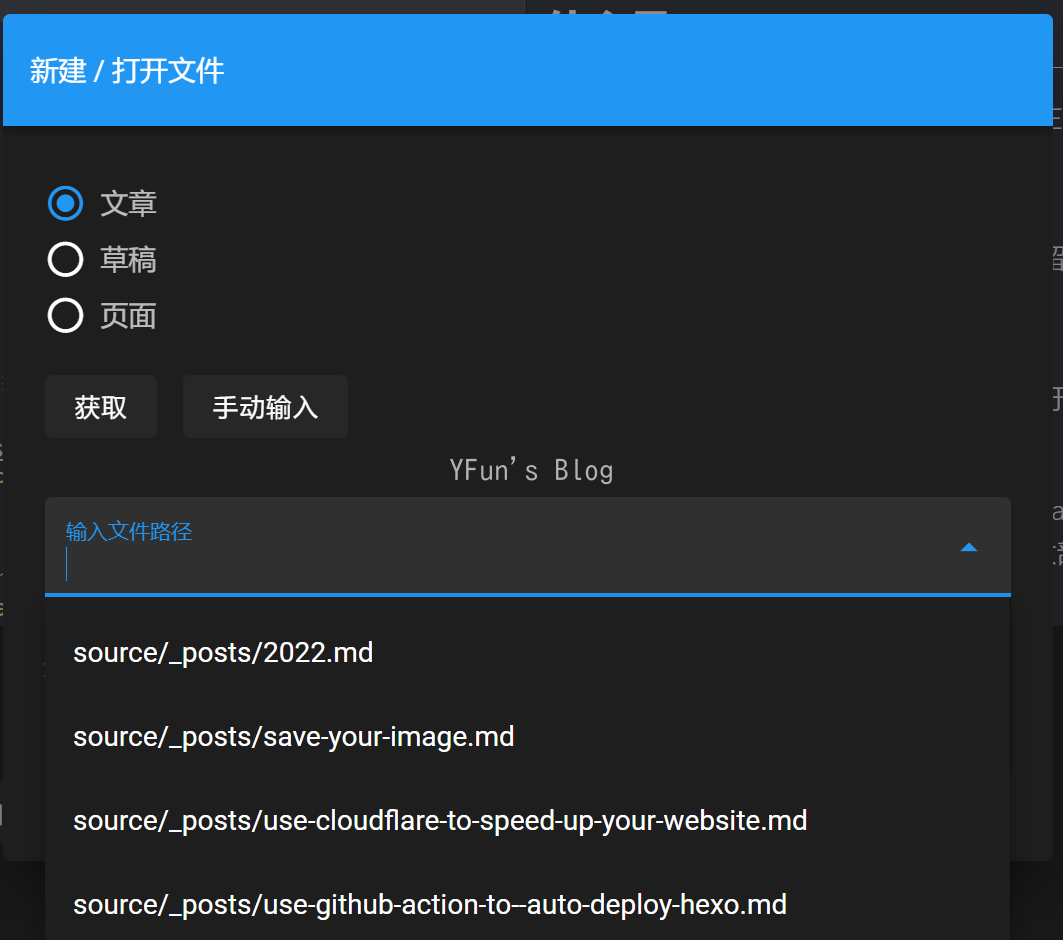 新建 / 打开文件
文章
草稿
页面
获取 手动输入
YFun's Blog
输入文件路径
source/_posts/2022.md
source/_posts/save-your-image.md
source/_posts/use-cloudflare-to-speed-up-your-website.md
source/_posts/use-github-action-to--auto-deploy-hexo.md